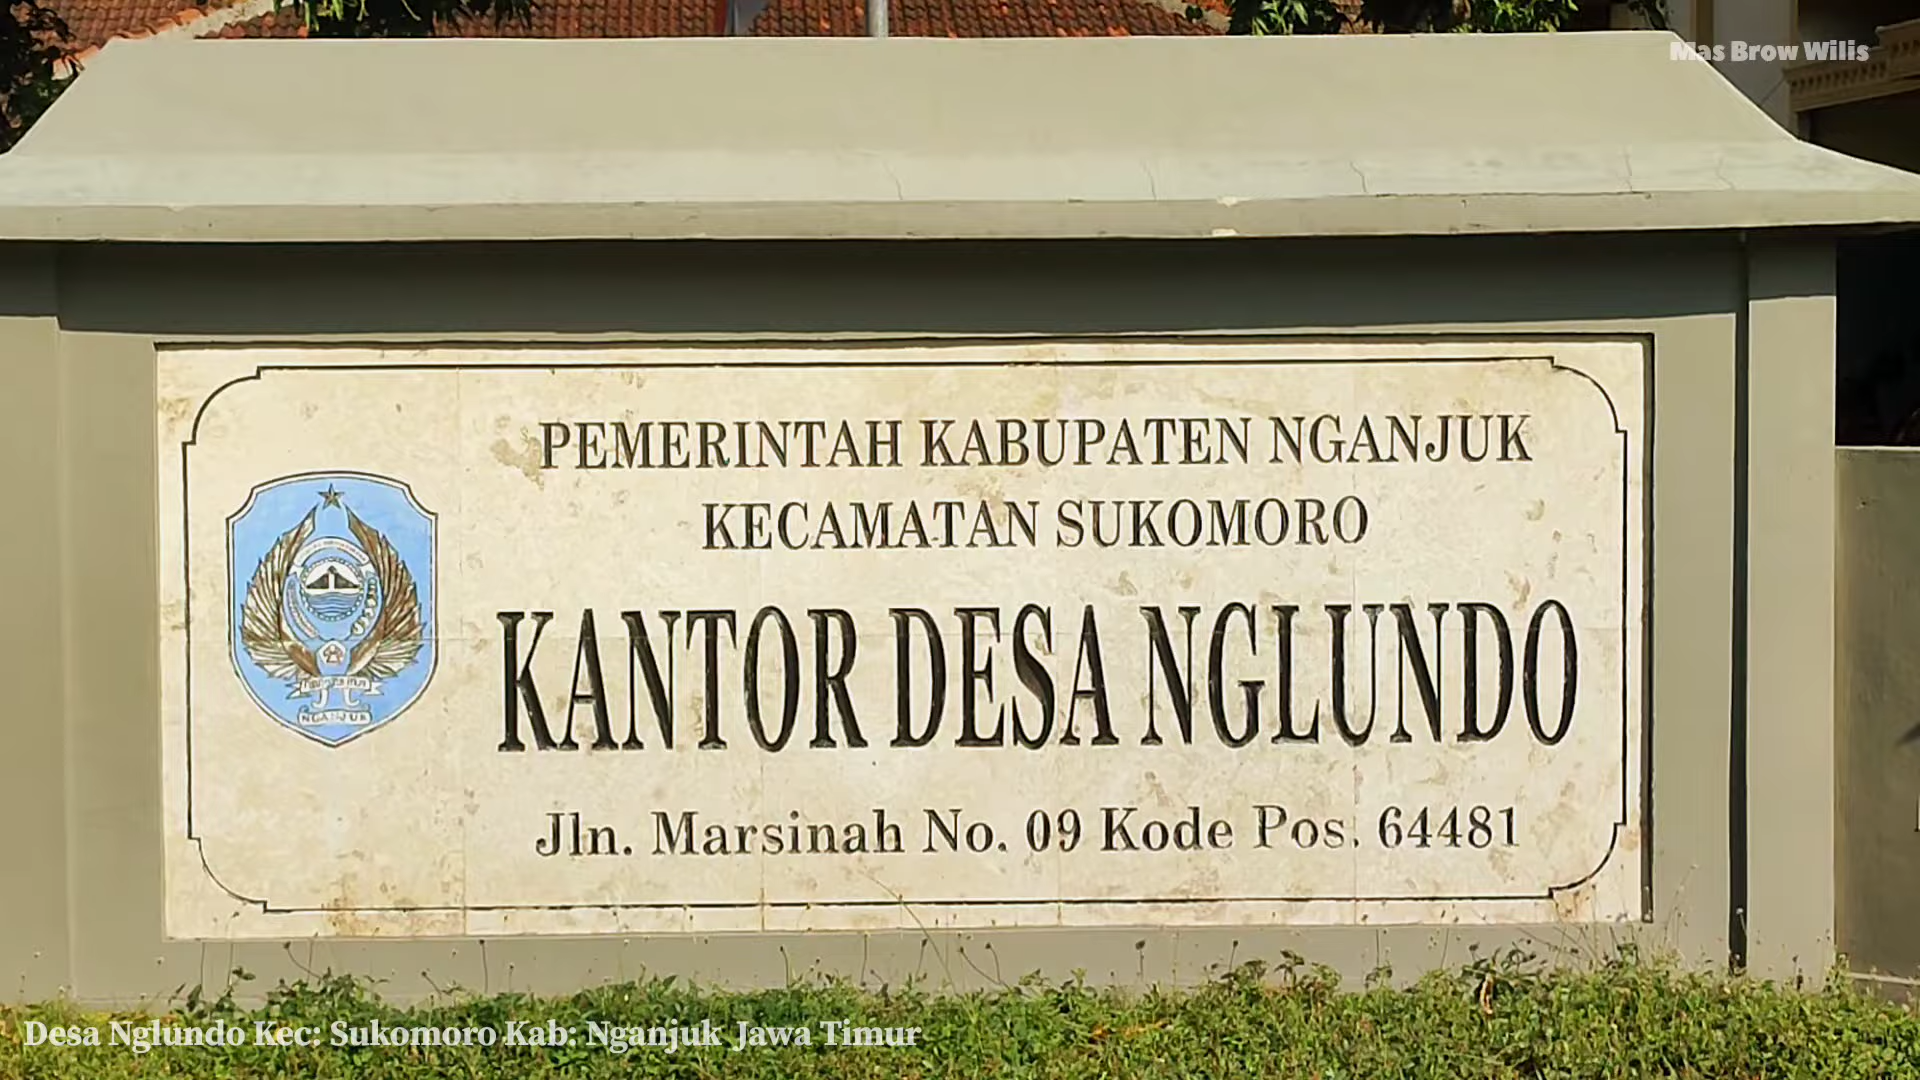 Mas Brow Wilis
PEMERINTAH KABUPATEN NGANJUK
KECAMATAN SUKOMORO
KANTOR DESA NGLUNDO
Jln. Marsinah No. 09 Kode Pos. 64481
NGANJUK
Desa Nglundo Kec: Sukomoro Kab: Nganjuk Jawa Timur